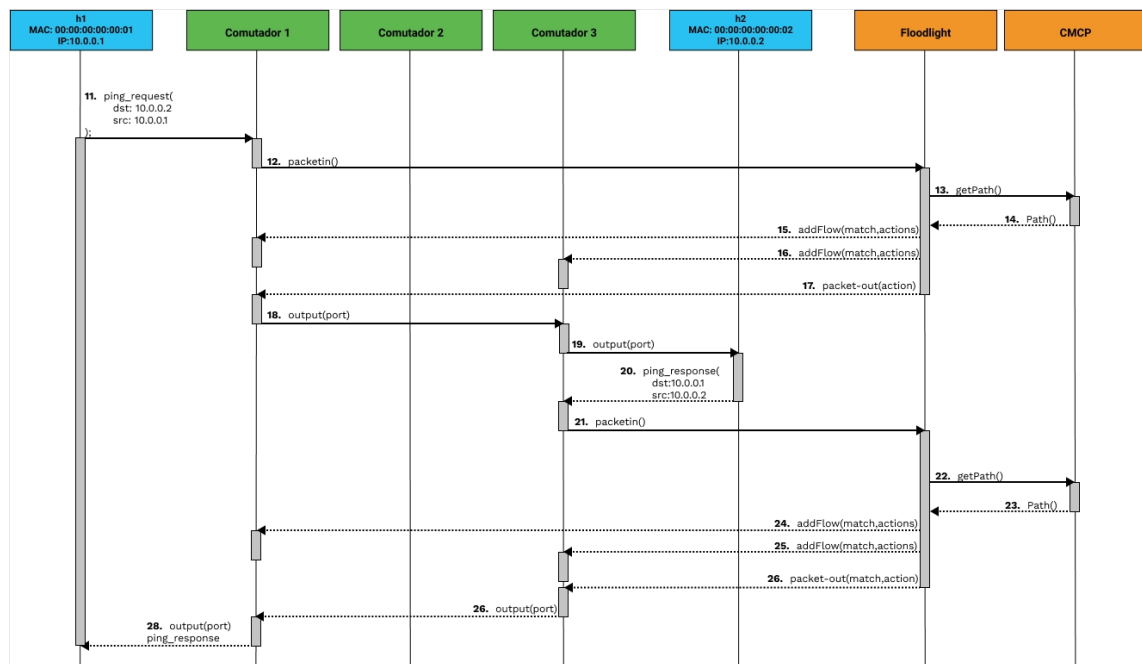 h1
MAC: 00:00:00:00:00:01
IP:10.0.0.1
Comutador 1
Comutador 2
Comutador 3
h2
MAC: 00:00:00:00:00:02
IP:10.0.0.2
Floodlight
CMCP
11. ping_request(
dst: 10.0.0.2
src: 10.0.0.1
);
12. packetin()
13. getPath()
14. Path()
15. addFlow(match,actions)
16. addFlow(match,actions)
17. packet-out(action)
18. output(port)
19. output(port)
20. ping_response(
dst:10.0.0.1
src:10.0.0.2
21. packetin()
22. getPath()
23. Path()
24. addFlow(match,actions)
25. addFlow(match,actions)
26. packet-out(match,action)
26. output(port)
28. output(port)
ping_response